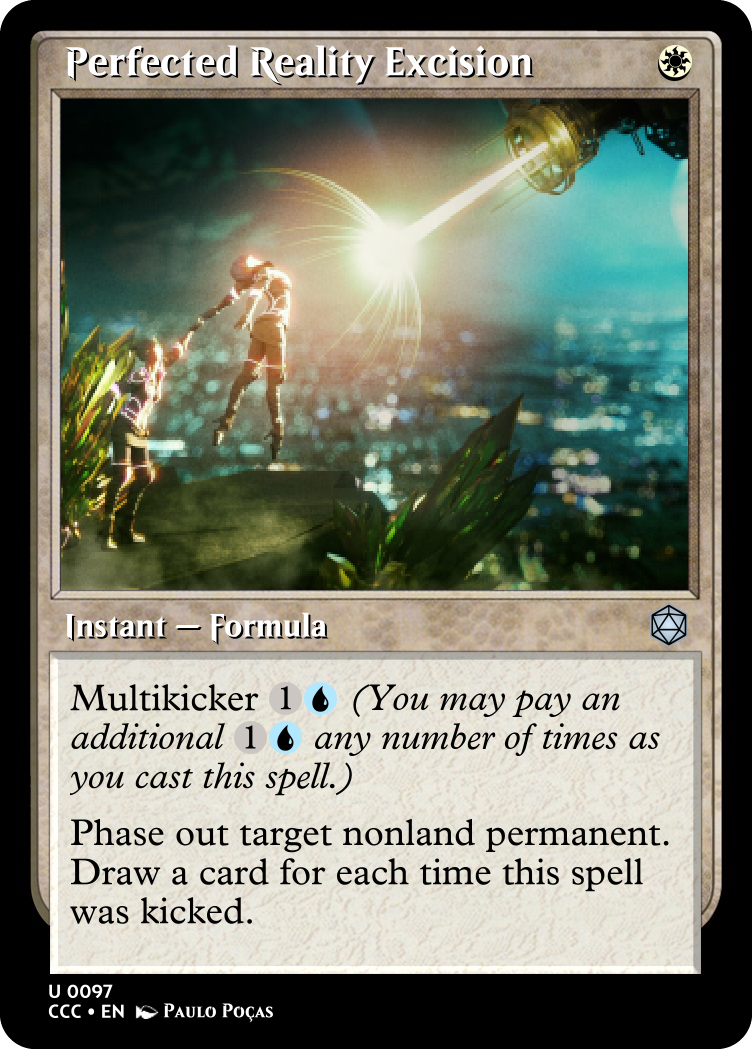 Perfected Reality Excision
Instant — Formula
Multikicker 1 (You may pay an
additional 1 any number of times as
you cast this spell.)
Phase out target nonland permanent.
Draw a card for each time this spell
was kicked.
U 0097
CCC • EN Paulo Poças